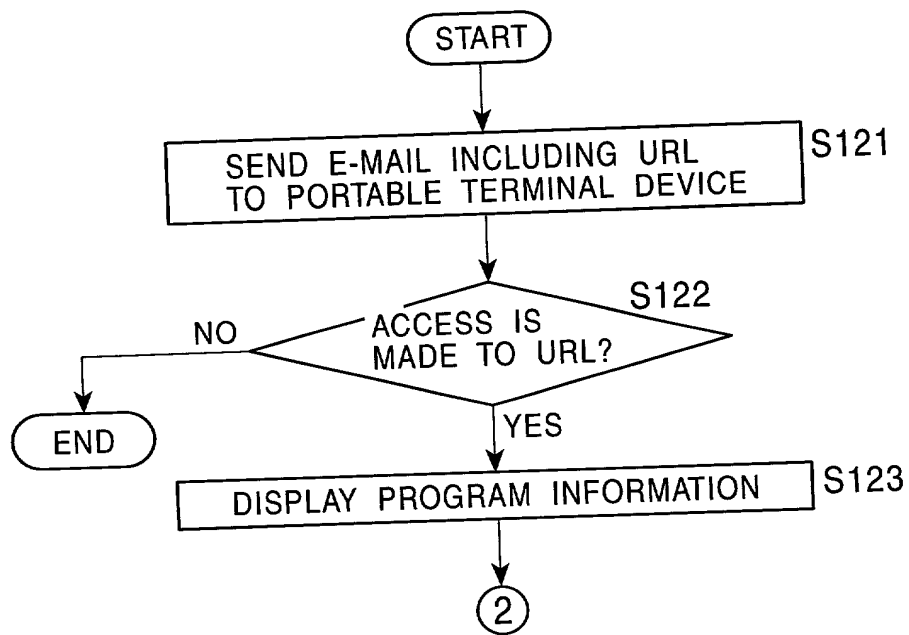 START
SEND E-MAIL INCLUDING URL
TO PORTABLE TERMINAL DEVICE
S121
S122
ACCESS IS
MADE TO URL?
NO
YES
END
DISPLAY PROGRAM INFORMATION
S123
2